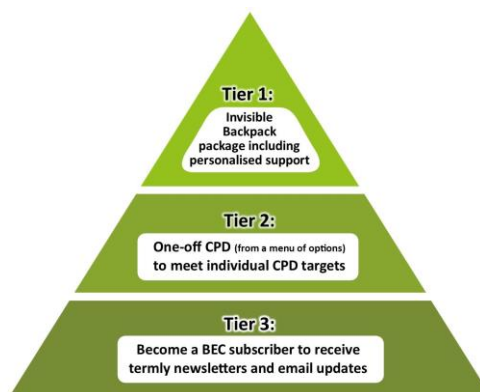 Tier 1:
Invisible
Backpack
package including
personalised support
Tier 2:
One-off CPD (from a menu of options)
to meet individual CPD targets
Tier 3:
Become a BEC subscriber to receive
termly newsletters and email updates